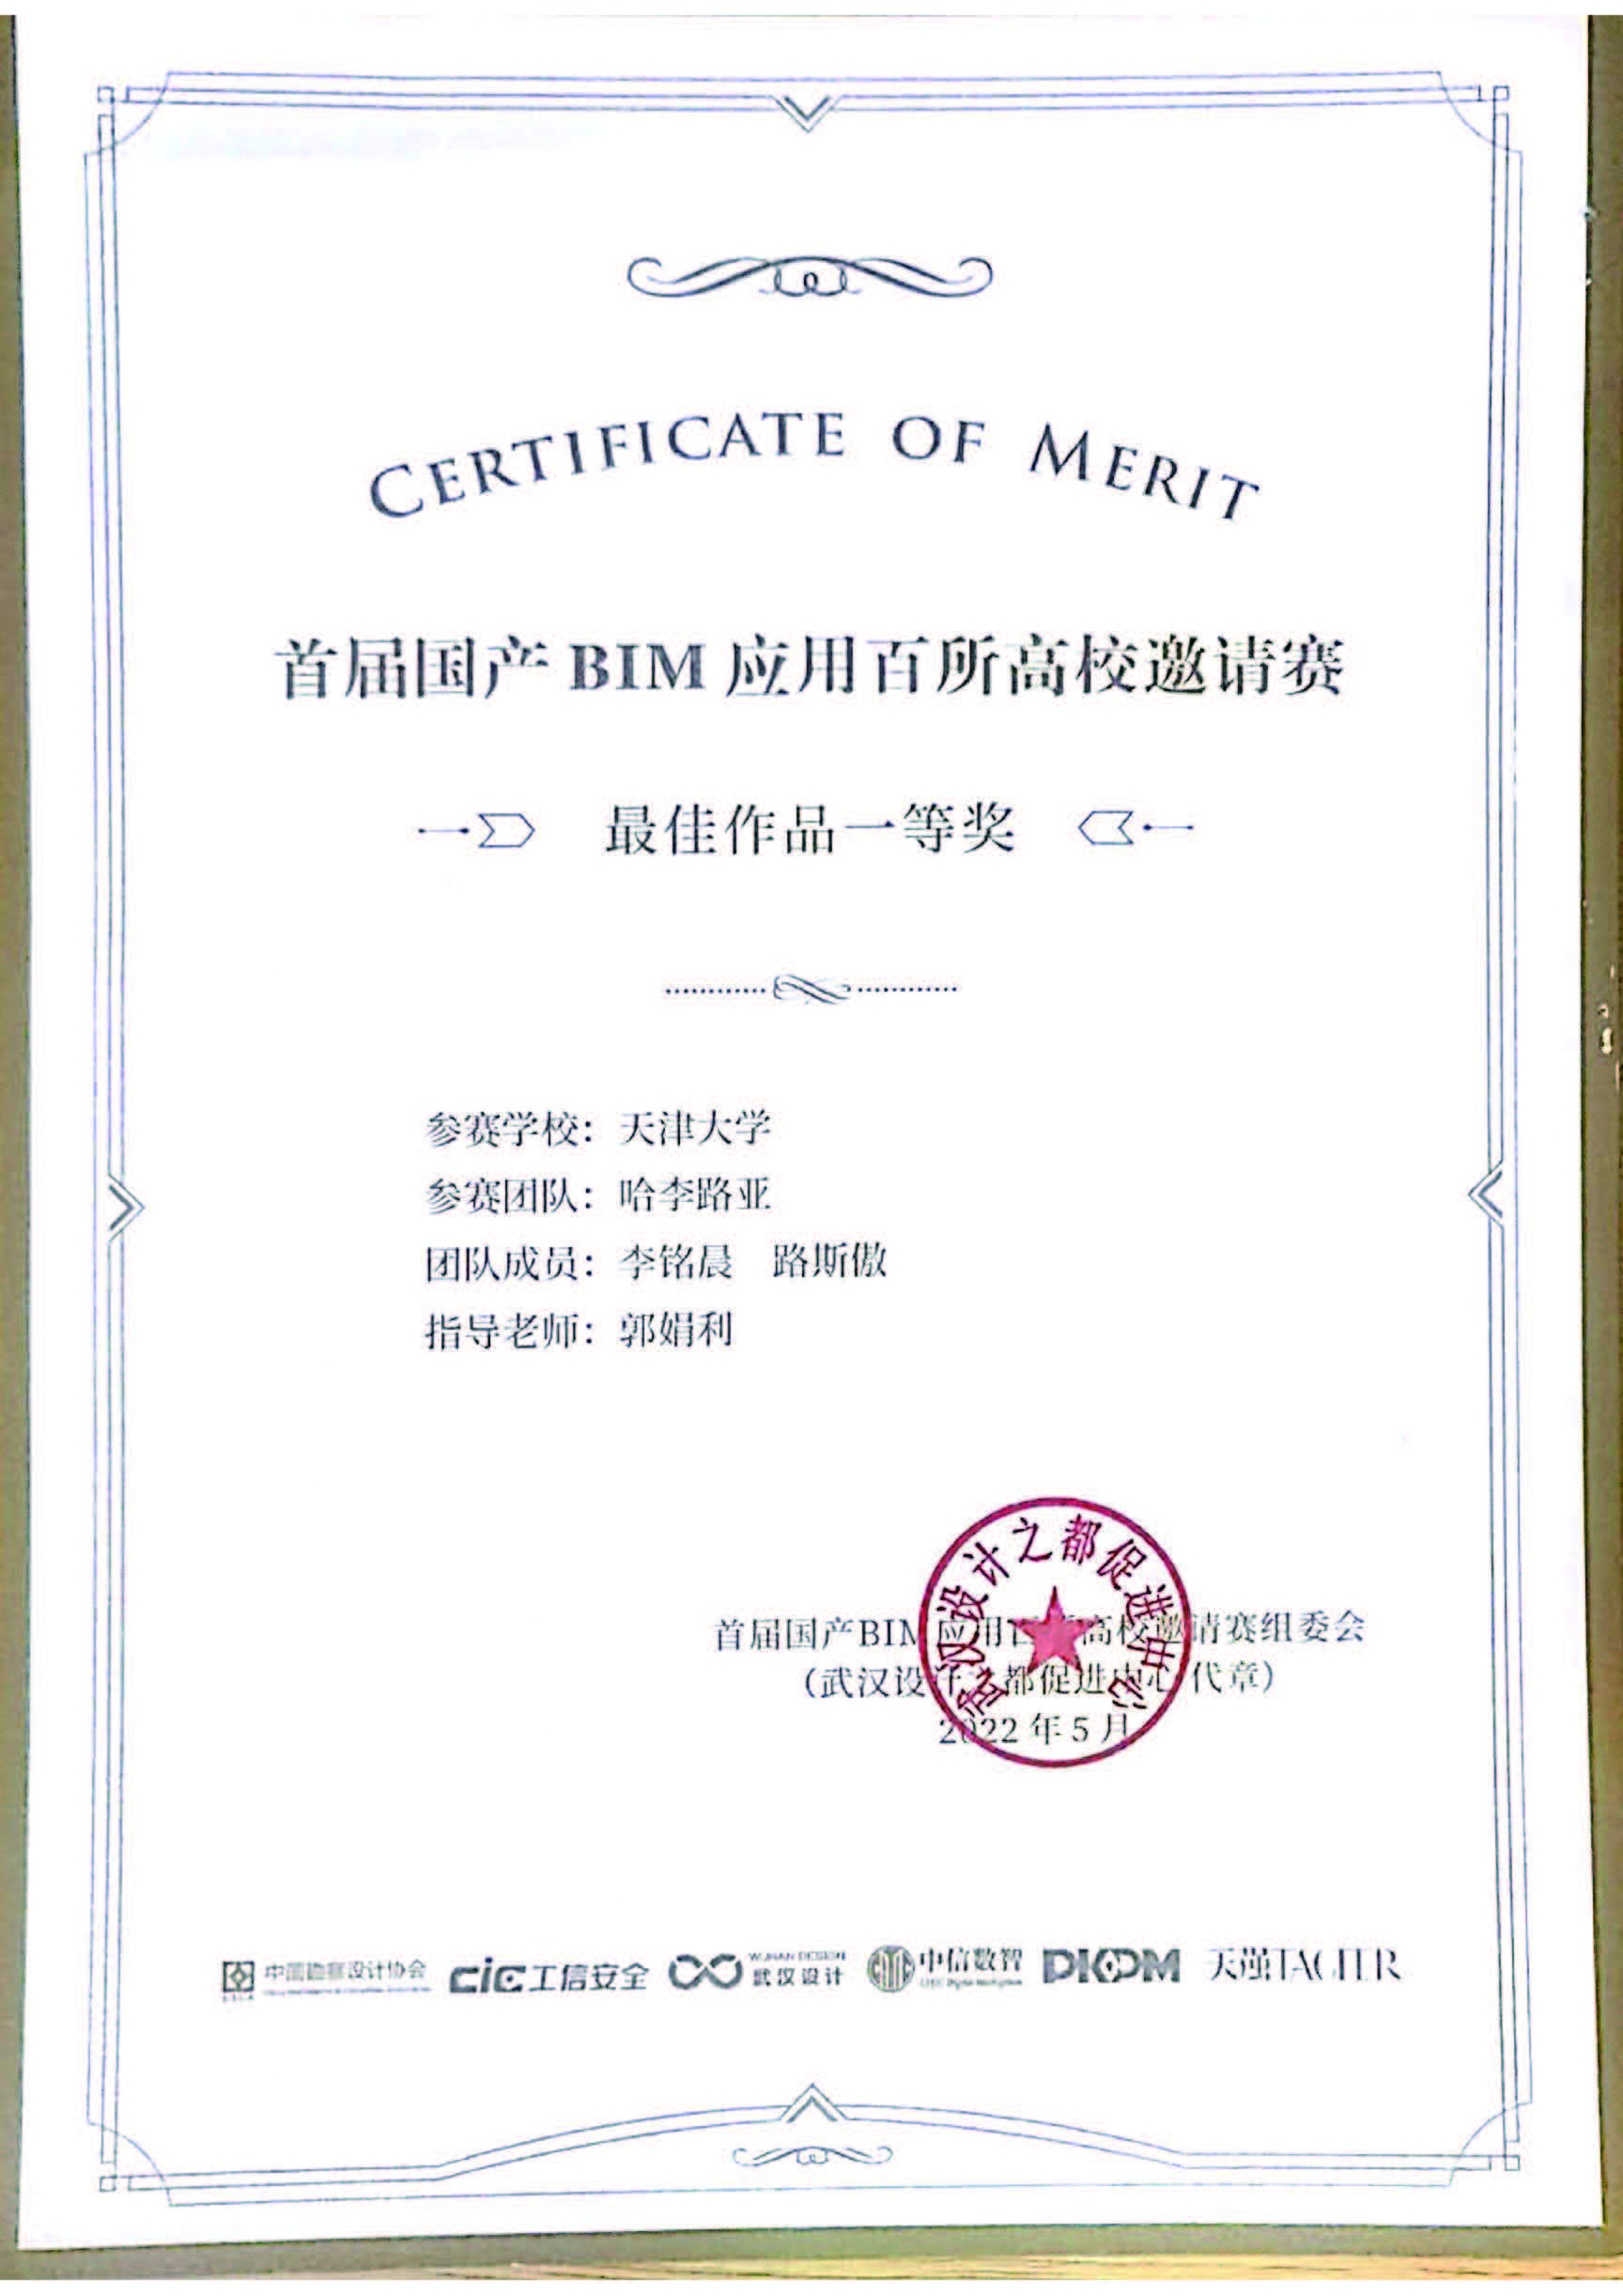 CERTIFICATE OF MERIT
首届国产 BIM 应用百所高校邀请赛
最佳作品一等奖
参赛学校：天津大学
参赛团队：哈李路亚
团队成员：李铭晨 路斯傲
指导老师：郭娟利
武汉设计之都促进中心
首届国产BIM应用百所高校邀请赛组委会
（武汉设计之都促进中心 代章）
2022 年 5 月
中国勘察设计协会 cic工信安全 WUHAN DESIGN 武汉设计 中信数智 天强TACTER